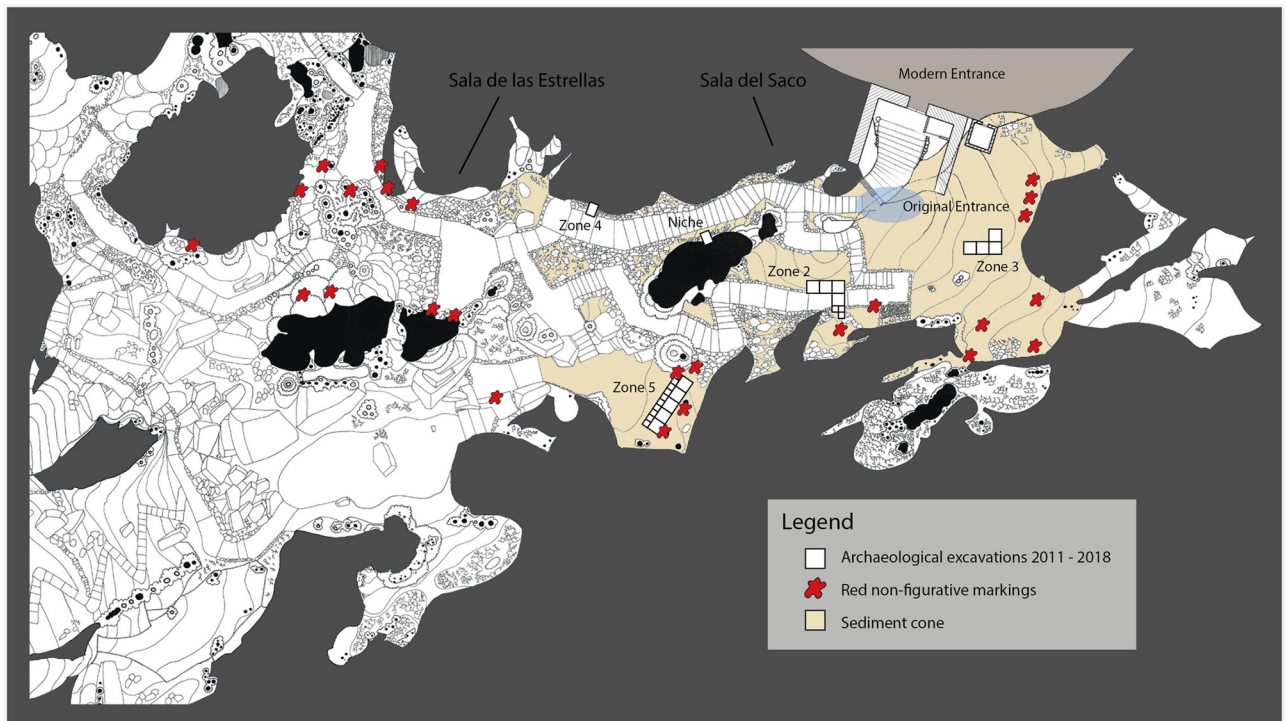 Modern Entrance
Sala de las Estrellas
Sala del Saco
Original Entrance
Zone 4
Niche
Zone 2
Zone 3
Zone 5
Legend
Archaeological excavations 2011 - 2018
Red non-figurative markings
Sediment cone